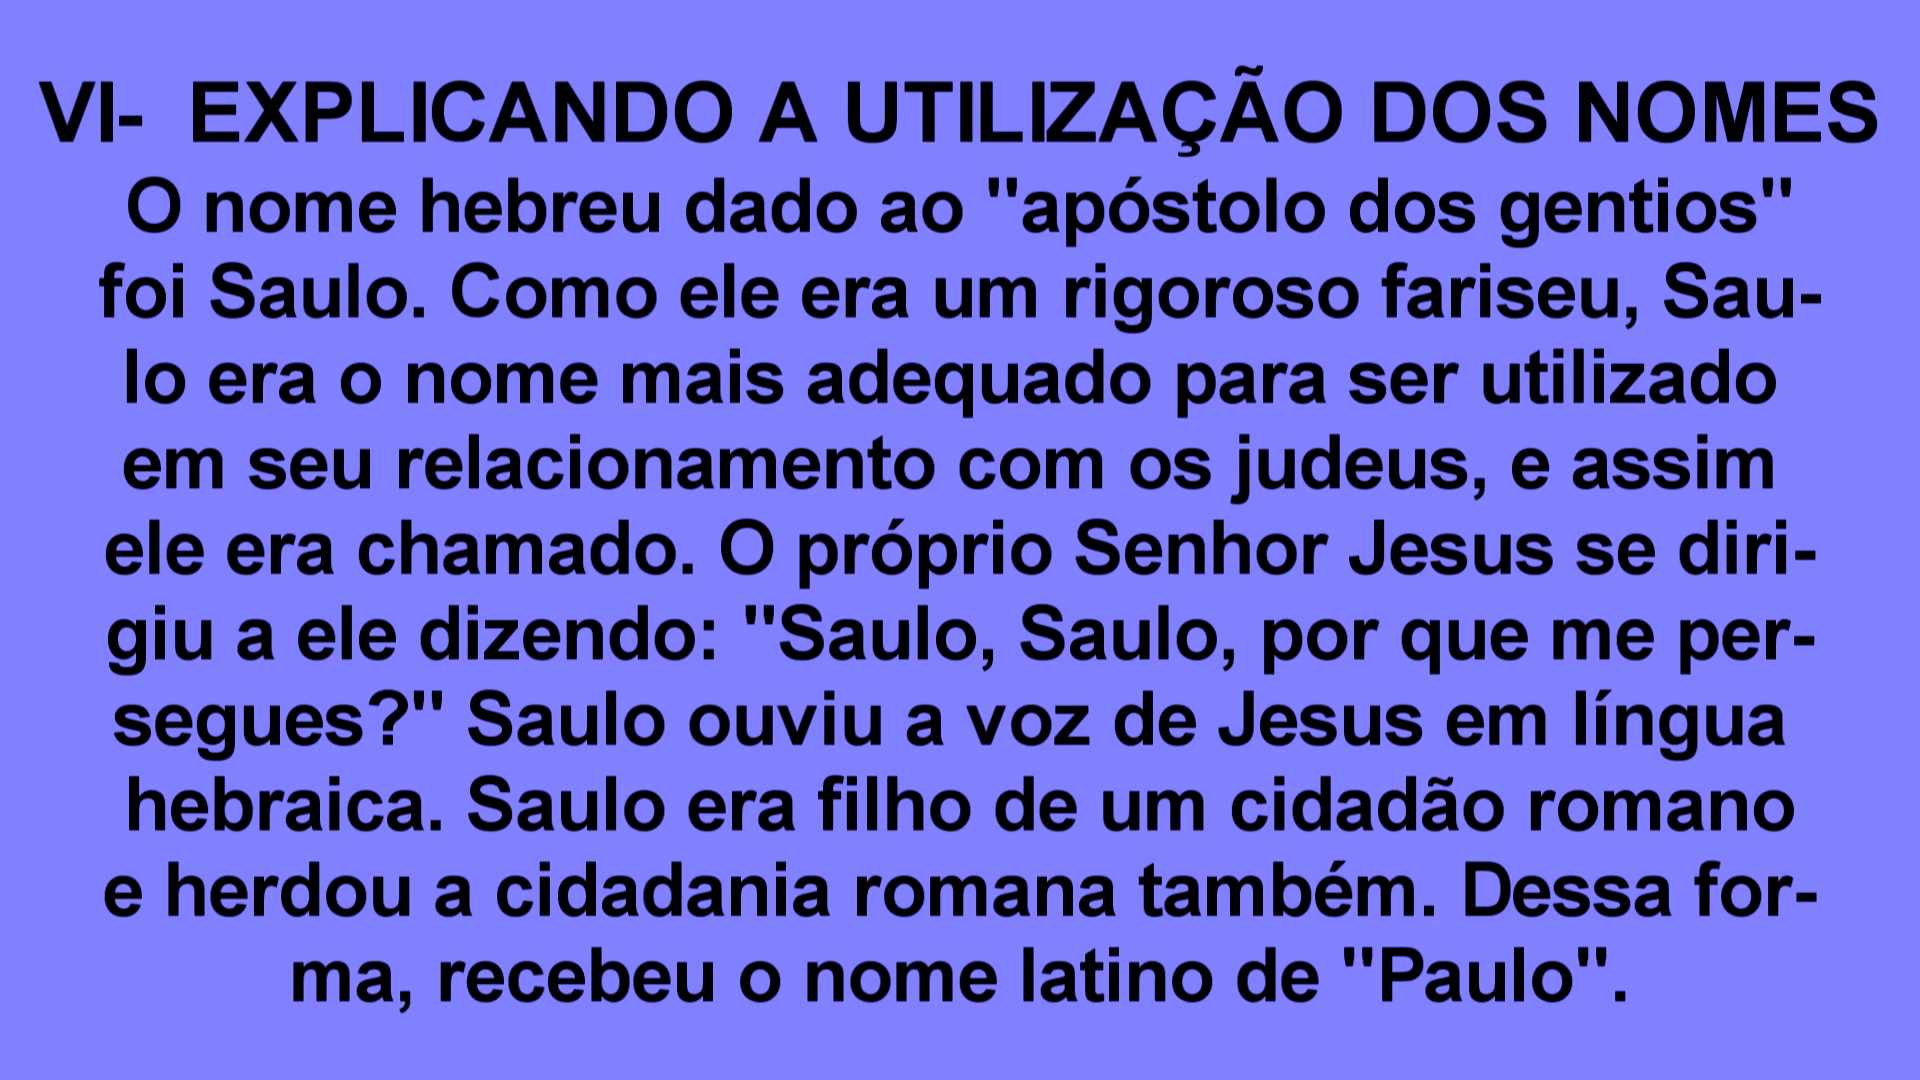 VI-  EXPLICANDO A UTILIZAÇÃO DOS NOMES
O nome hebreu dado ao "apóstolo dos gentios"
foi Saulo. Como ele era um rigoroso fariseu, Sau-
lo era o nome mais adequado para ser utilizado
em seu relacionamento com os judeus, e assim
ele era chamado. O próprio Senhor Jesus se diri-
giu a ele dizendo: "Saulo, Saulo, por que me per-
segues?" Saulo ouviu a voz de Jesus em língua
hebraica. Saulo era filho de um cidadão romano
e herdou a cidadania romana também. Dessa for-
ma, recebeu o nome latino de "Paulo".